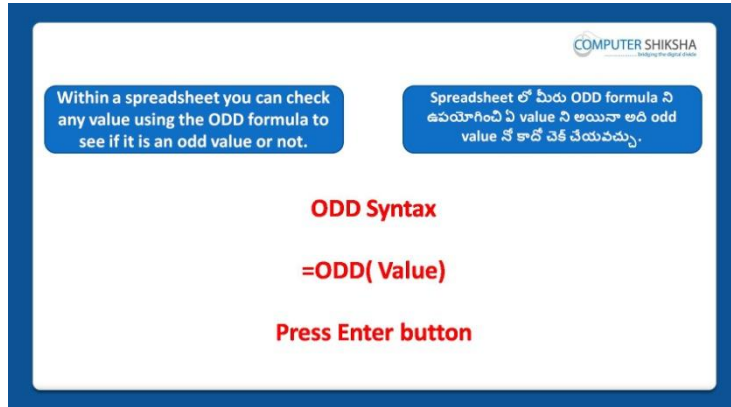 COMPUTER SHIKSHA
Bridging the digital divide
Within a spreadsheet you can check
any value using the ODD formula to
see if it is an odd value or not.
Spreadsheet లో మీరు ODD formula ని
ఉపయోగించి ఏ value ని అయినా అది odd
value నో కాదో చెక్ చేయవచ్చు.
ODD Syntax
=ODD( Value)
Press Enter button